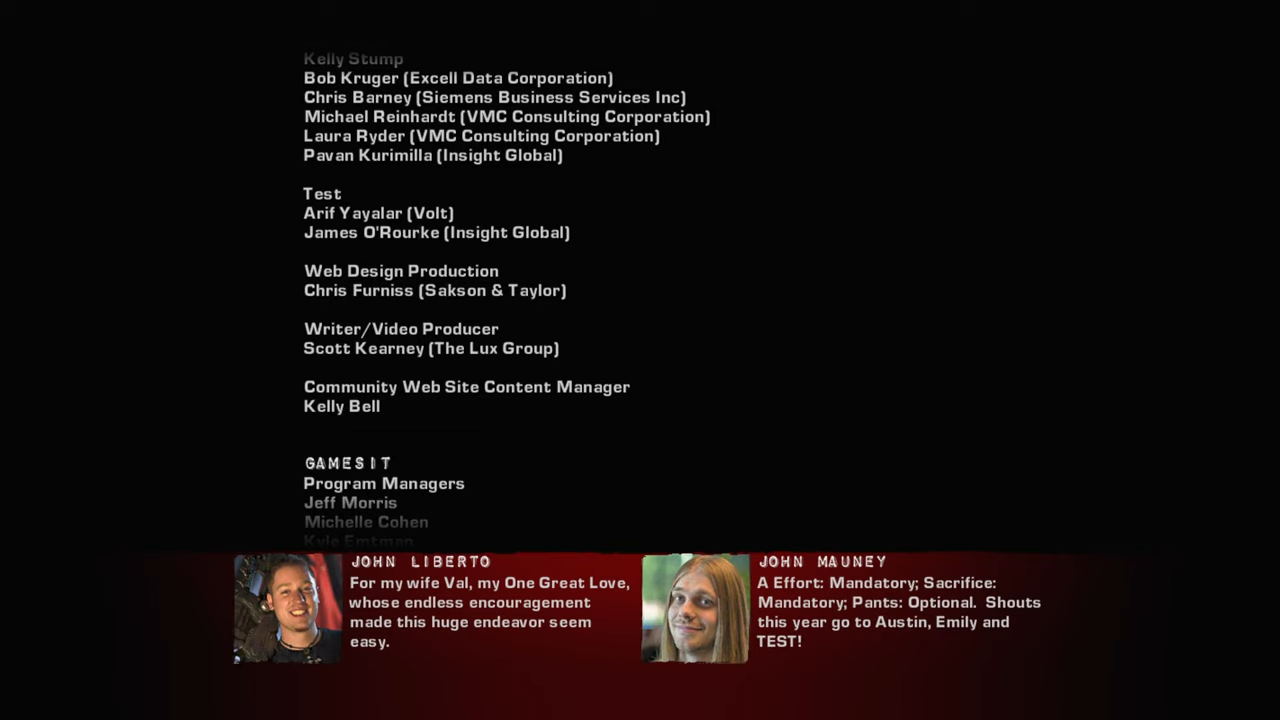 Kelly Stump
Bob Kruger (Excell Data Corporation)
Chris Barney (Siemens Business Services Inc)
Michael Reinhardt (VMC Consulting Corporation)
Laura Ryder (VMC Consulting Corporation)
Pavan Kurimilla (Insight Global)
Test
Arif Yayalar (Volt)
James O'Rourke (Insight Global)
Web Design Production
Chris Furniss (Sakson & Taylor)
Writer/Video Producer
Scott Kearney (The Lux Group)
Community Web Site Content Manager
Kelly Bell
GAMES IT
Program Managers
Jeff Morris
Michelle Cohen
Kyle Emtman
JOHN LIBERTO
For my wife Val, my One Great Love,
whose endless encouragement
made this huge endeavor seem
easy.
JOHN MAUNEY
A Effort: Mandatory; Sacrifice:
Mandatory; Pants: Optional. Shouts
this year go to Austin, Emily and
TEST!